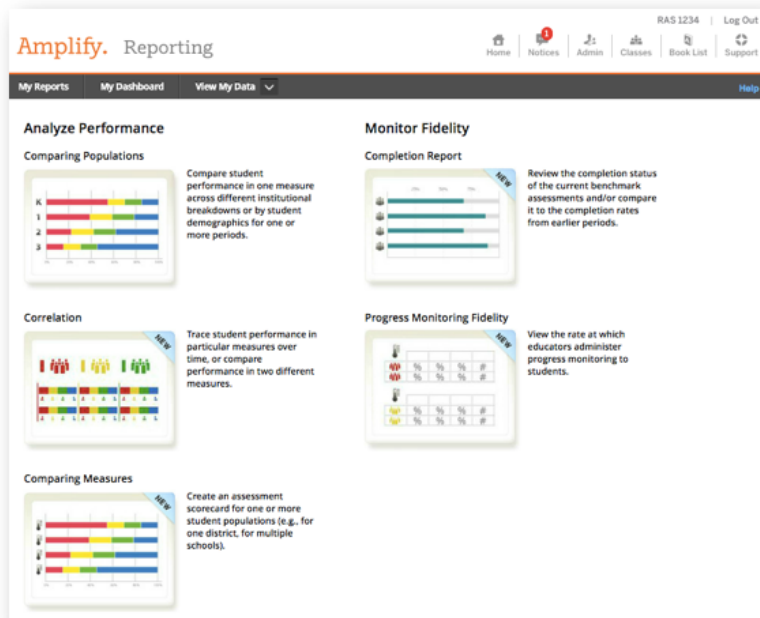 RAS 1234 | Log Out
Amplify. Reporting
Home
1
Notices
Admin
Classes
Book List
Support
My Reports
My Dashboard
View My Data
Help
Analyze Performance
Comparing Populations
K
1
2
3
Compare student
performance in one measure
across different institutional
breakdowns or by student
demographics for one or
more periods.
Correlation
NEW
Trace student performance in
particular measures over
time, or compare
performance in two different
measures.
Comparing Measures
NEW
Create an assessment
scorecard for one or more
student populations (e.g., for
one district, for multiple
schools).
Monitor Fidelity
Completion Report
NEW
Review the completion status
of the current benchmark
assessments and/or compare
it to the completion rates
from earlier periods.
Progress Monitoring Fidelity
NEW
% % % #
% % % #
% % % #
% % % #
View the rate at which
educators administer
progress monitoring to
students.